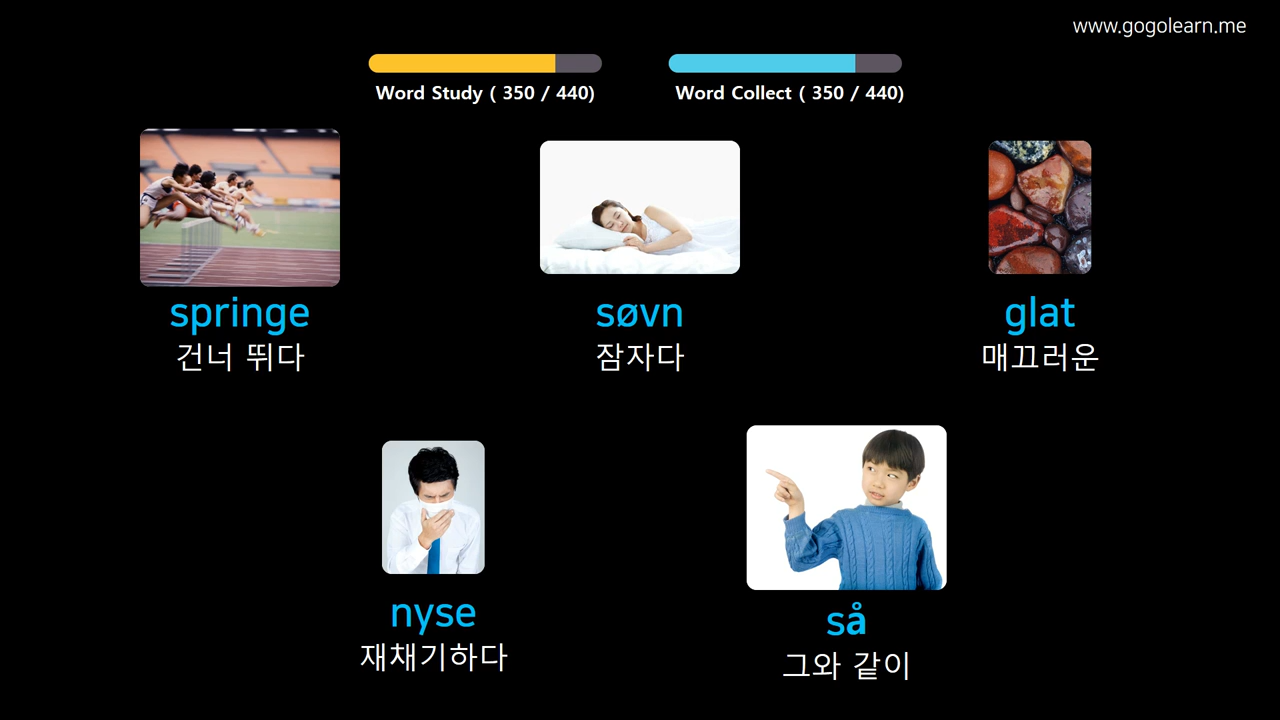 www.gogolearn.me
Word Study ( 350 / 440)
Word Collect ( 350 / 440)
springe
건너 뛰다
søvn
잠자다
glat
매끄러운
nyse
재채기하다
så
그와 같이